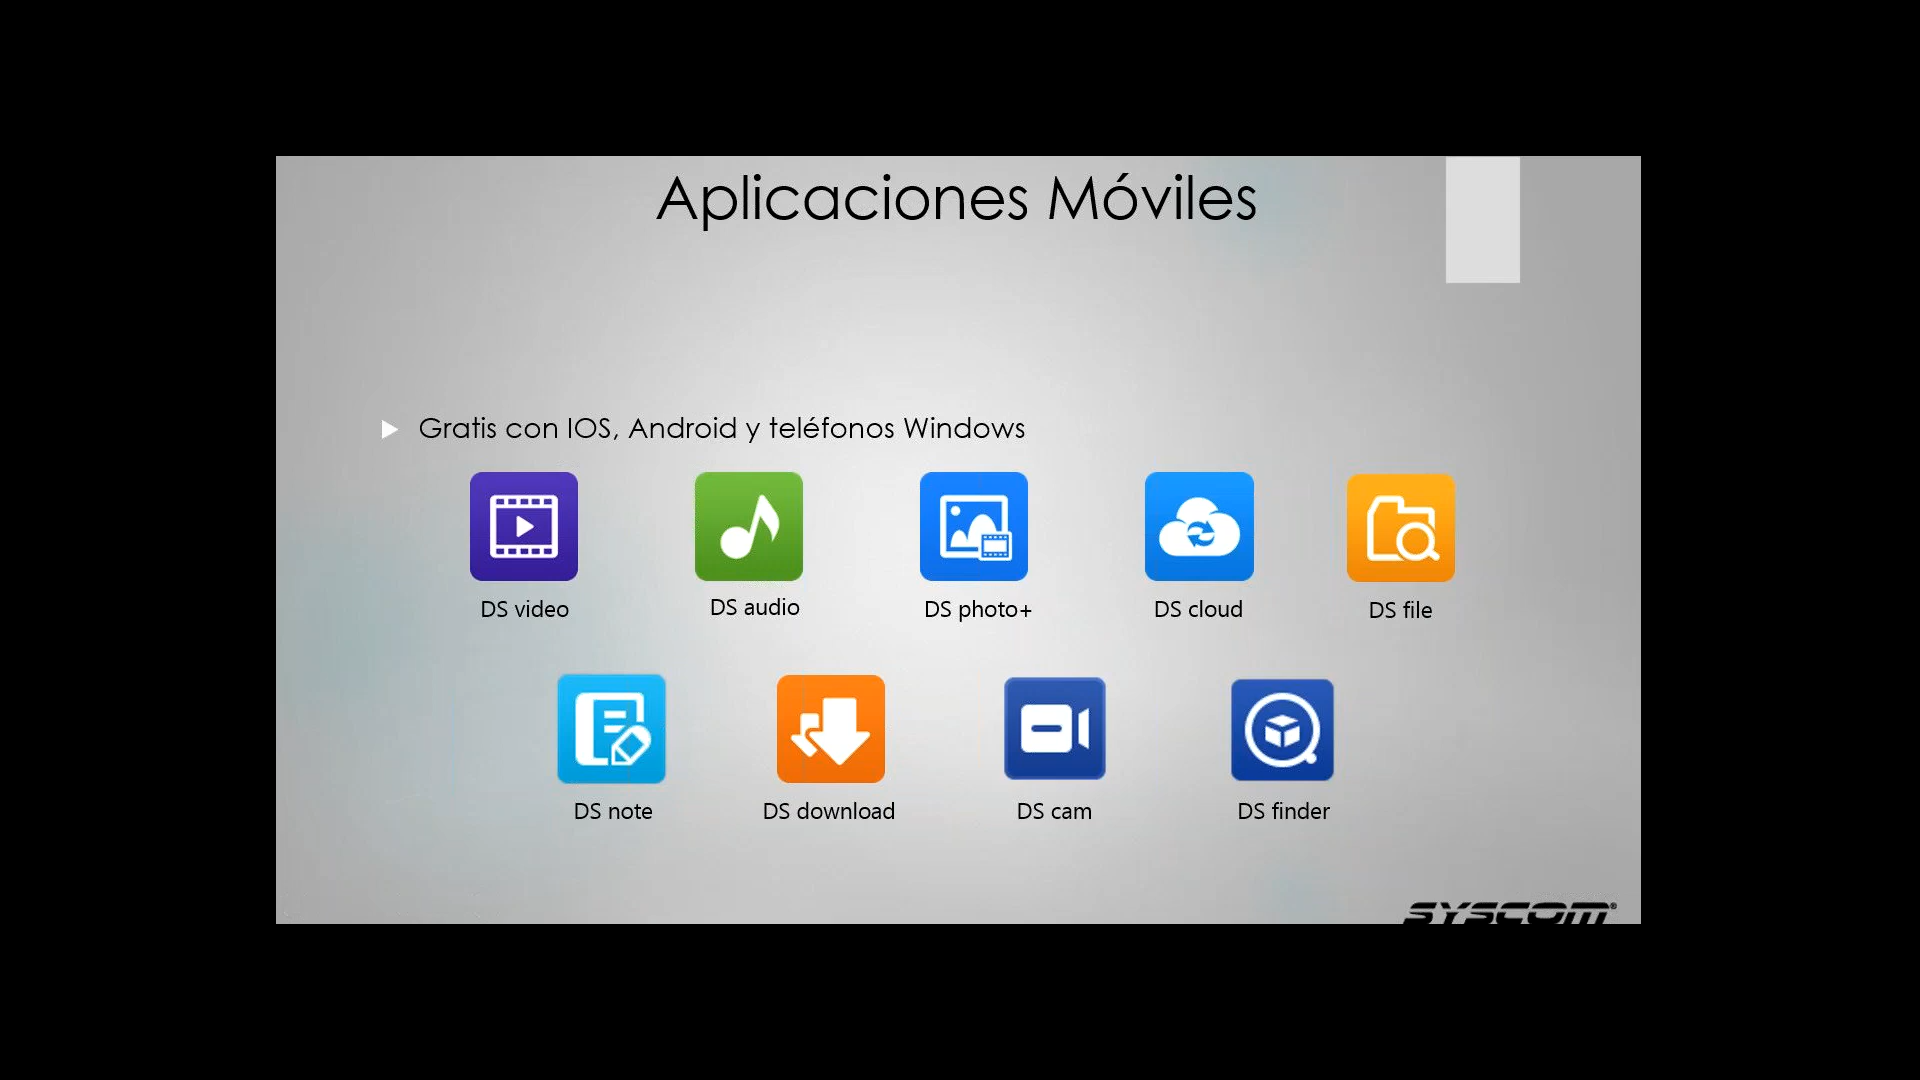 Aplicaciones Móviles
Gratis con IOS, Android y teléfonos Windows
DS video
DS audio
DS photo+
DS cloud
DS file
DS note
DS download
DS cam
DS finder
SYSCOM®